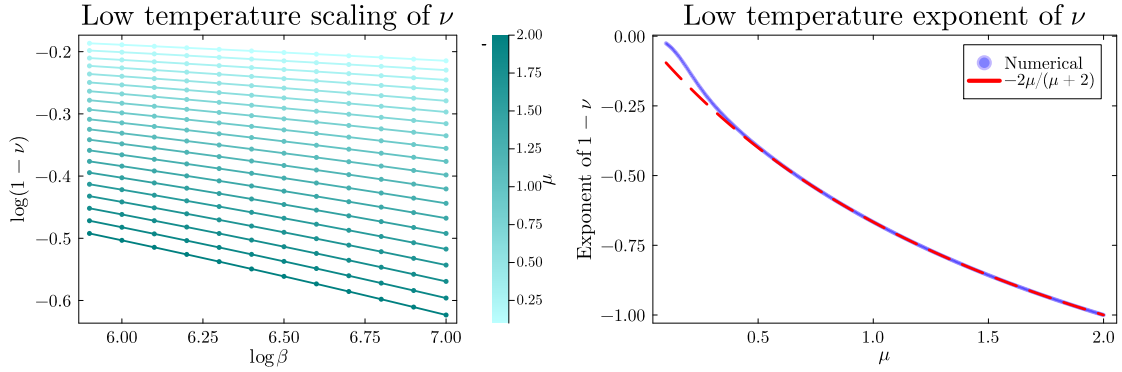 Low temperature scaling of ν
log(1 − ν)
−0.2
−0.3
−0.4
−0.5
−0.6
6.00 6.25 6.50 6.75 7.00
log β
2.00
1.75
1.50
1.25
1.00
0.75
0.50
0.25
μ
Low temperature exponent of ν
Exponent of 1 − ν
0.00
−0.25
−0.50
−0.75
−1.00
0.5 1.0 1.5 2.0
μ
Numerical
−2μ/(μ + 2)